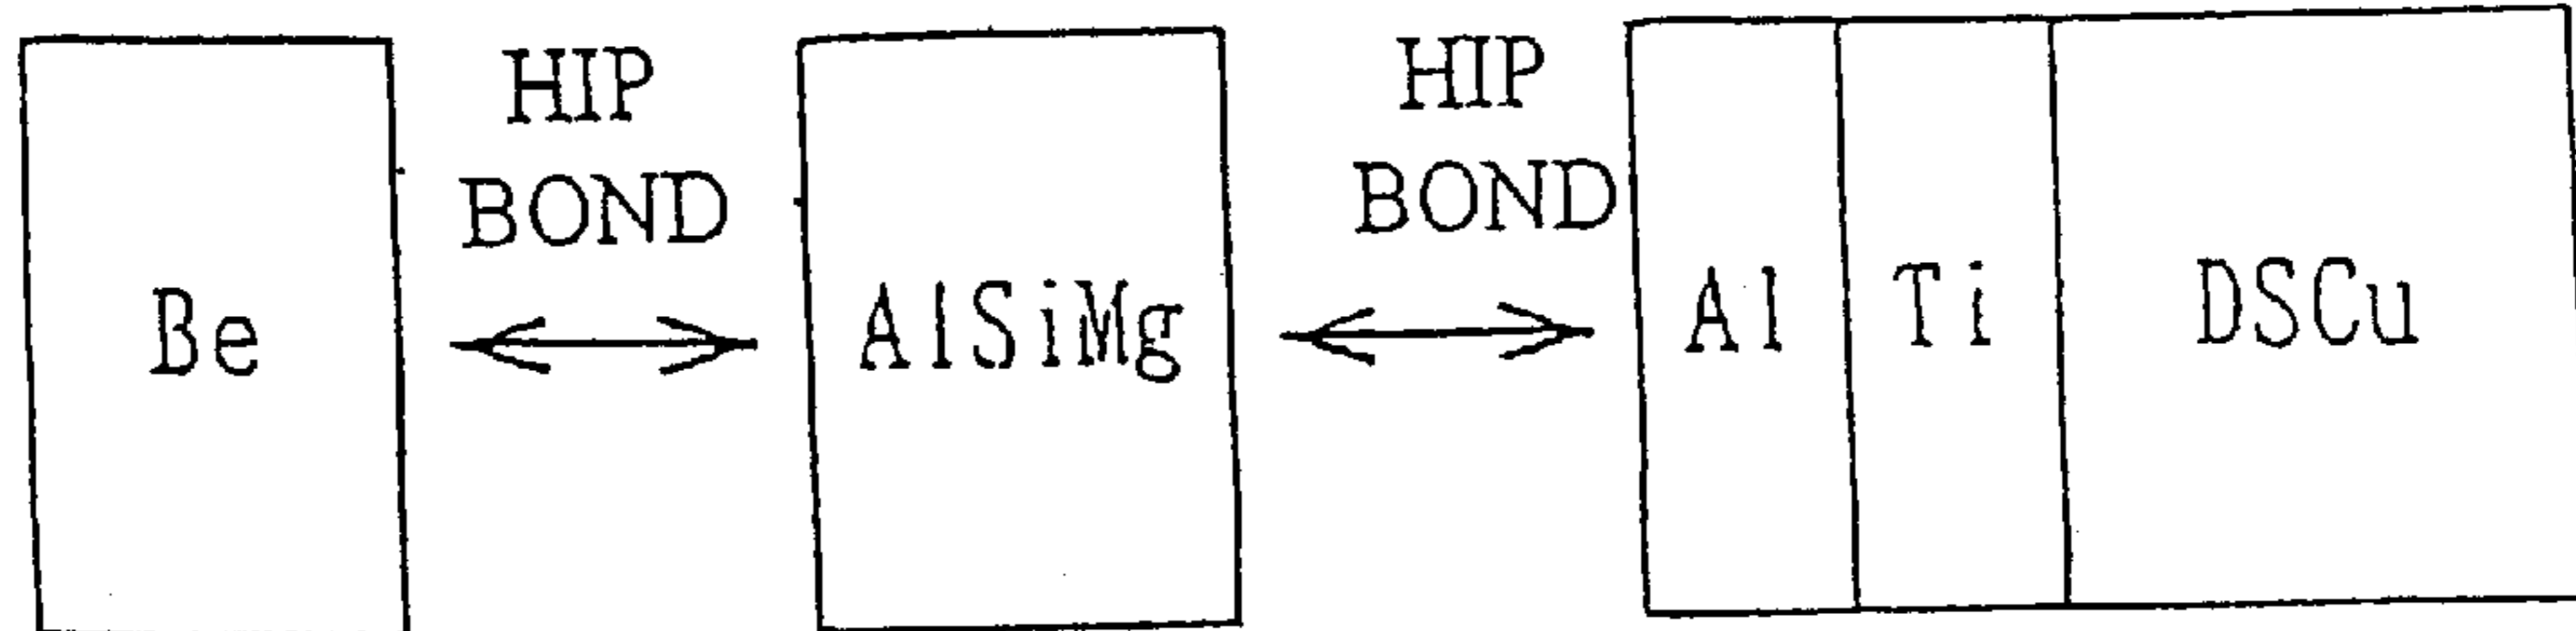 HIP
BOND
HIP
BOND
Be
AlSiMg
Al
Ti
DSCu